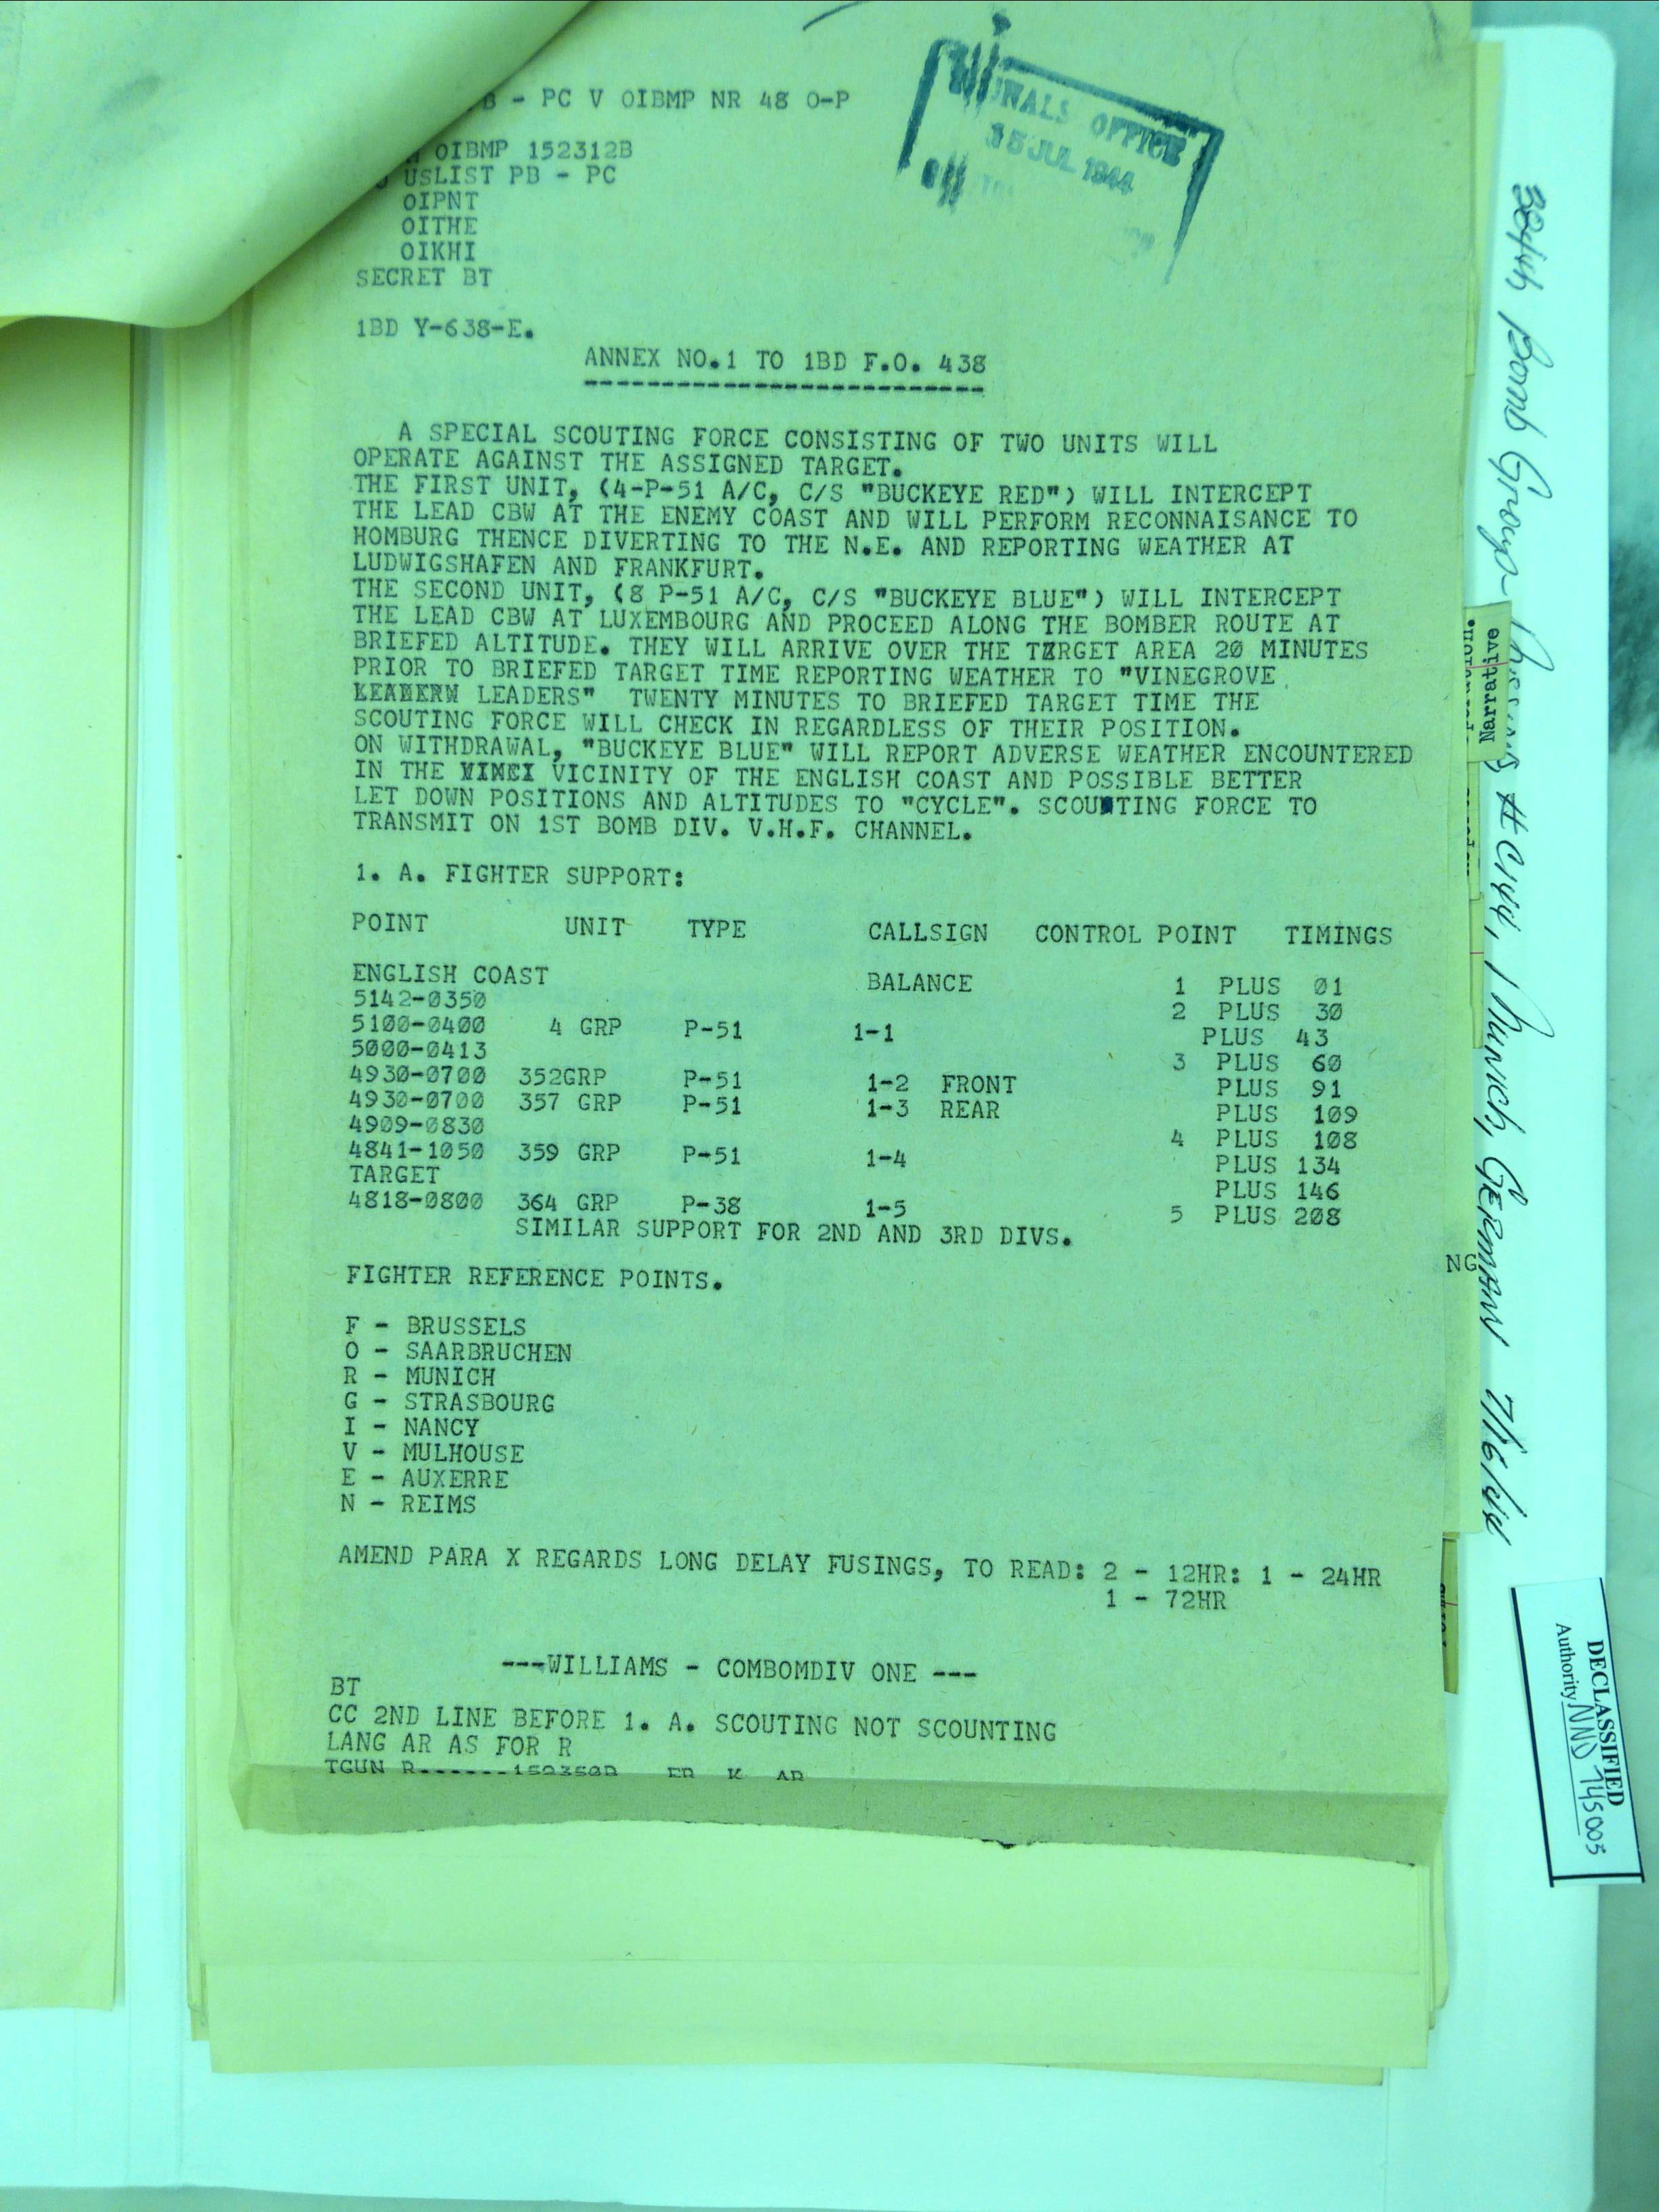 B - PC V OIBMP NR 48 O-P
OIBMP 152312B
USLIST PB - PC
OIPNT
OITHE
OIKHI
SECRET BT
OFFICE
15 JUL 1944
1BD Y-638-E.
ANNEX NO.1 TO 1BD F.O. 438
A SPECIAL SCOUTING FORCE CONSISTING OF TWO UNITS WILL
OPERATE AGAINST THE ASSIGNED TARGET.
THE FIRST UNIT, (4-P-51 A/C, C/S "BUCKEYE RED") WILL INTERCEPT
THE LEAD CBW AT THE ENEMY COAST AND WILL PERFORM RECONNAISANCE TO
HOMBURG THENCE DIVERTING TO THE N.E. AND REPORTING WEATHER AT
LUDWIGSHAFEN AND FRANKFURT.
THE SECOND UNIT, (8 P-51 A/C, C/S "BUCKEYE BLUE") WILL INTERCEPT
THE LEAD CBW AT LUXEMBOURG AND PROCEED ALONG THE BOMBER ROUTE AT
BRIEFED ALTITUDE. THEY WILL ARRIVE OVER THE TARGET AREA 20 MINUTES
PRIOR TO BRIEFED TARGET TIME REPORTING WEATHER TO "VINEGROVE
LEADERS" TWENTY MINUTES TO BRIEFED TARGET TIME THE
SCOUTING FORCE WILL CHECK IN REGARDLESS OF THEIR POSITION.
ON WITHDRAWAL, "BUCKEYE BLUE" WILL REPORT ADVERSE WEATHER ENCOUNTERED
IN THE VICINITY OF THE ENGLISH COAST AND POSSIBLE BETTER
LET DOWN POSITIONS AND ALTITUDES TO "CYCLE". SCOUNTING FORCE TO
TRANSMIT ON 1ST BOMB DIV. V.H.F. CHANNEL.
1. A. FIGHTER SUPPORT:
POINT UNIT TYPE CALLSIGN CONTROL POINT TIMINGS
ENGLISH COAST BALANCE 1 PLUS 01
5142-0350 2 PLUS 30
5100-0400 4 GRP P-51 1-1 PLUS 43
5000-0413 3 PLUS 60
4930-0700 352GRP P-51 1-2 FRONT PLUS 91
4930-0700 357 GRP P-51 1-3 REAR PLUS 109
4909-0830 4 PLUS 108
4841-1050 359 GRP P-51 1-4 PLUS 134
TARGET PLUS 146
4818-0800 364 GRP P-38 1-5 5 PLUS 208
SIMILAR SUPPORT FOR 2ND AND 3RD DIVS.
FIGHTER REFERENCE POINTS.
F - BRUSSELS
O - SAARBRUCHEN
R - MUNICH
G - STRASBOURG
I - NANCY
V - MULHOUSE
E - AUXERRE
N - REIMS
AMEND PARA X REGARDS LONG DELAY FUSINGS, TO READ: 2 - 12HR: 1 - 24HR
1 - 72HR
---WILLIAMS - COMBOMDIV ONE ---
BT
CC 2ND LINE BEFORE 1. A. SCOUTING NOT SCOUNTING
LANG AR AS FOR R
Narrative
NG
384th Bomb Group - Mission #C144, Munich, Germany 7/16/44
DECLASSIFIED
Authority NND 745005